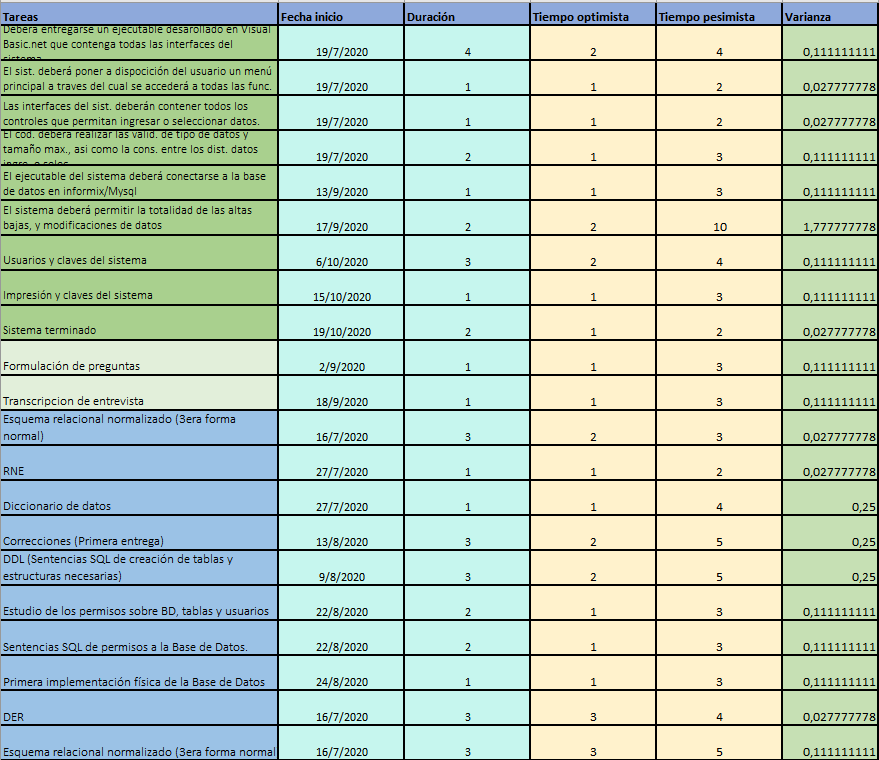 Tareas Fecha inicio Duración Tiempo optimista Tiempo pesimista Varianza
Deberá entregarse un ejecutable desarollado en Visual
Basic.net que contenga todas las interfaces del
sistema
19/7/2020 4 2 4 0,111111111
El sist. deberá poner a disposición del usuario un menú
principal a traves del cual se accederá a todas las func.
19/7/2020 1 1 2 0,027777778
Las interfaces del sist. deberán contener todos los
controles que permitan ingresar o seleccionar datos.
19/7/2020 1 1 2 0,027777778
El cod. deberá realizar las valid. de tipo de datos y
tamaño max., asi como la cons. entre los dist. datos
19/7/2020 2 1 3 0,111111111
El ejecutable del sistema deberá conectarse a la base
de datos en informix/Mysql
13/9/2020 1 1 3 0,111111111
El sistema deberá permitir la totalidad de las altas
bajas, y modificaciones de datos
17/9/2020 2 2 10 1,777777778
Usuarios y claves del sistema 6/10/2020 3 2 4 0,111111111
Impresión y claves del sistema 15/10/2020 1 1 3 0,111111111
Sistema terminado 19/10/2020 2 1 2 0,027777778
Formulación de preguntas 2/9/2020 1 1 3 0,111111111
Transcripcion de entrevista 18/9/2020 1 1 3 0,111111111
Esquema relacional normalizado (3era forma
normal)
16/7/2020 3 2 3 0,027777778
RNE 27/7/2020 1 1 2 0,027777778
Diccionario de datos 27/7/2020 1 1 4 0,25
Correcciones (Primera entrega) 13/8/2020 3 2 5 0,25
DDL (Sentencias SQL de creación de tablas y
estructuras necesarias)
9/8/2020 3 2 5 0,25
Estudio de los permisos sobre BD, tablas y usuarios 22/8/2020 2 1 3 0,111111111
Sentencias SQL de permisos a la Base de Datos. 22/8/2020 2 1 3 0,111111111
Primera implementación física de la Base de Datos 24/8/2020 1 1 3 0,111111111
DER 16/7/2020 3 3 4 0,027777778
Esquema relacional normalizado (3era forma normal 16/7/2020 3 3 5 0,111111111